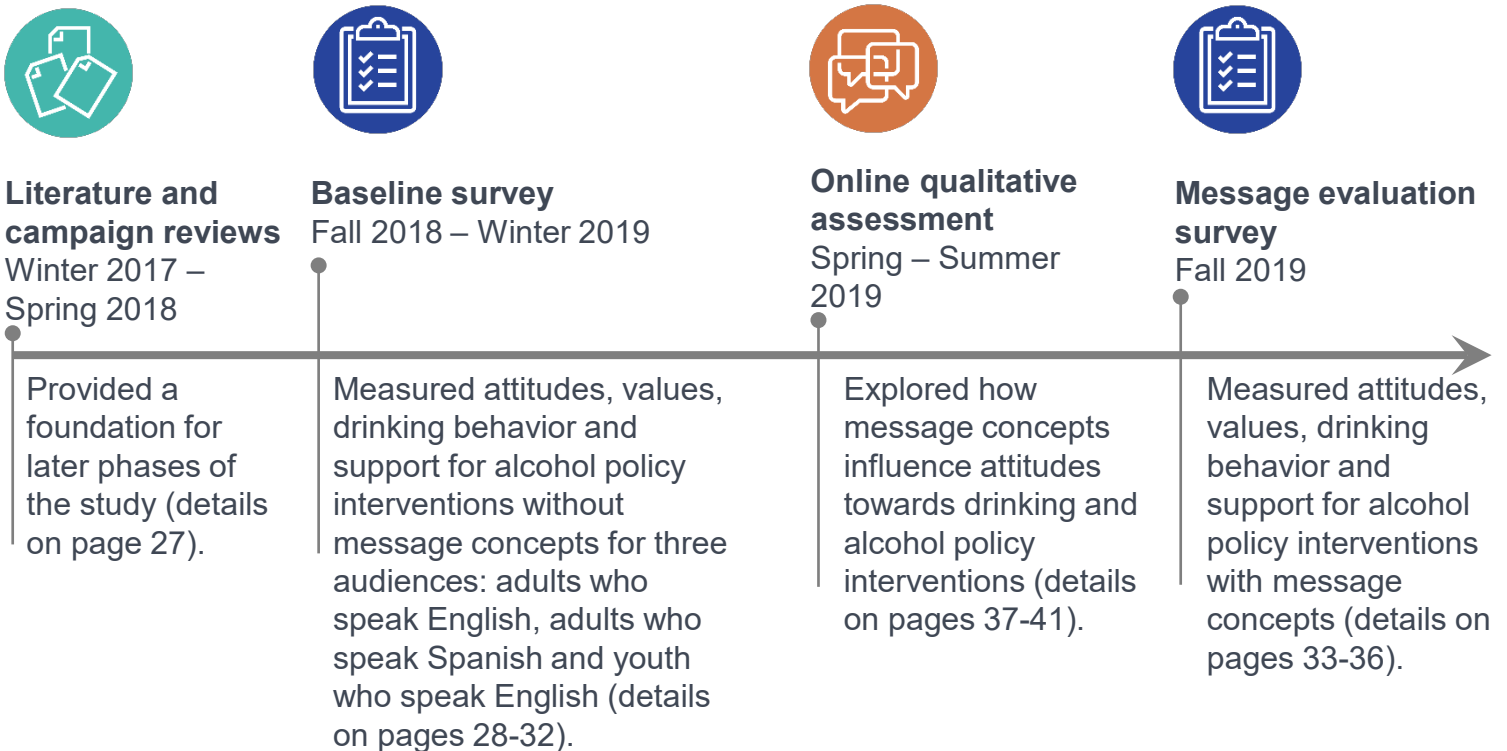 Literature and
campaign reviews
Winter 2017 –
Spring 2018
Provided a
foundation for
later phases of
the study (details
on page 27).
Baseline survey
Fall 2018 – Winter 2019
Measured attitudes, values,
drinking behavior and
support for alcohol policy
interventions without
message concepts for three
audiences: adults who
speak English, adults who
speak Spanish and youth
who speak English (details
on pages 28-32).
Online qualitative
assessment
Spring – Summer
2019
Explored how
message concepts
influence attitudes
towards drinking and
alcohol policy
interventions (details
on pages 37-41).
Message evaluation
survey
Fall 2019
Measured attitudes,
values, drinking
behavior and
support for alcohol
policy interventions
with message
concepts (details on
pages 33-36).